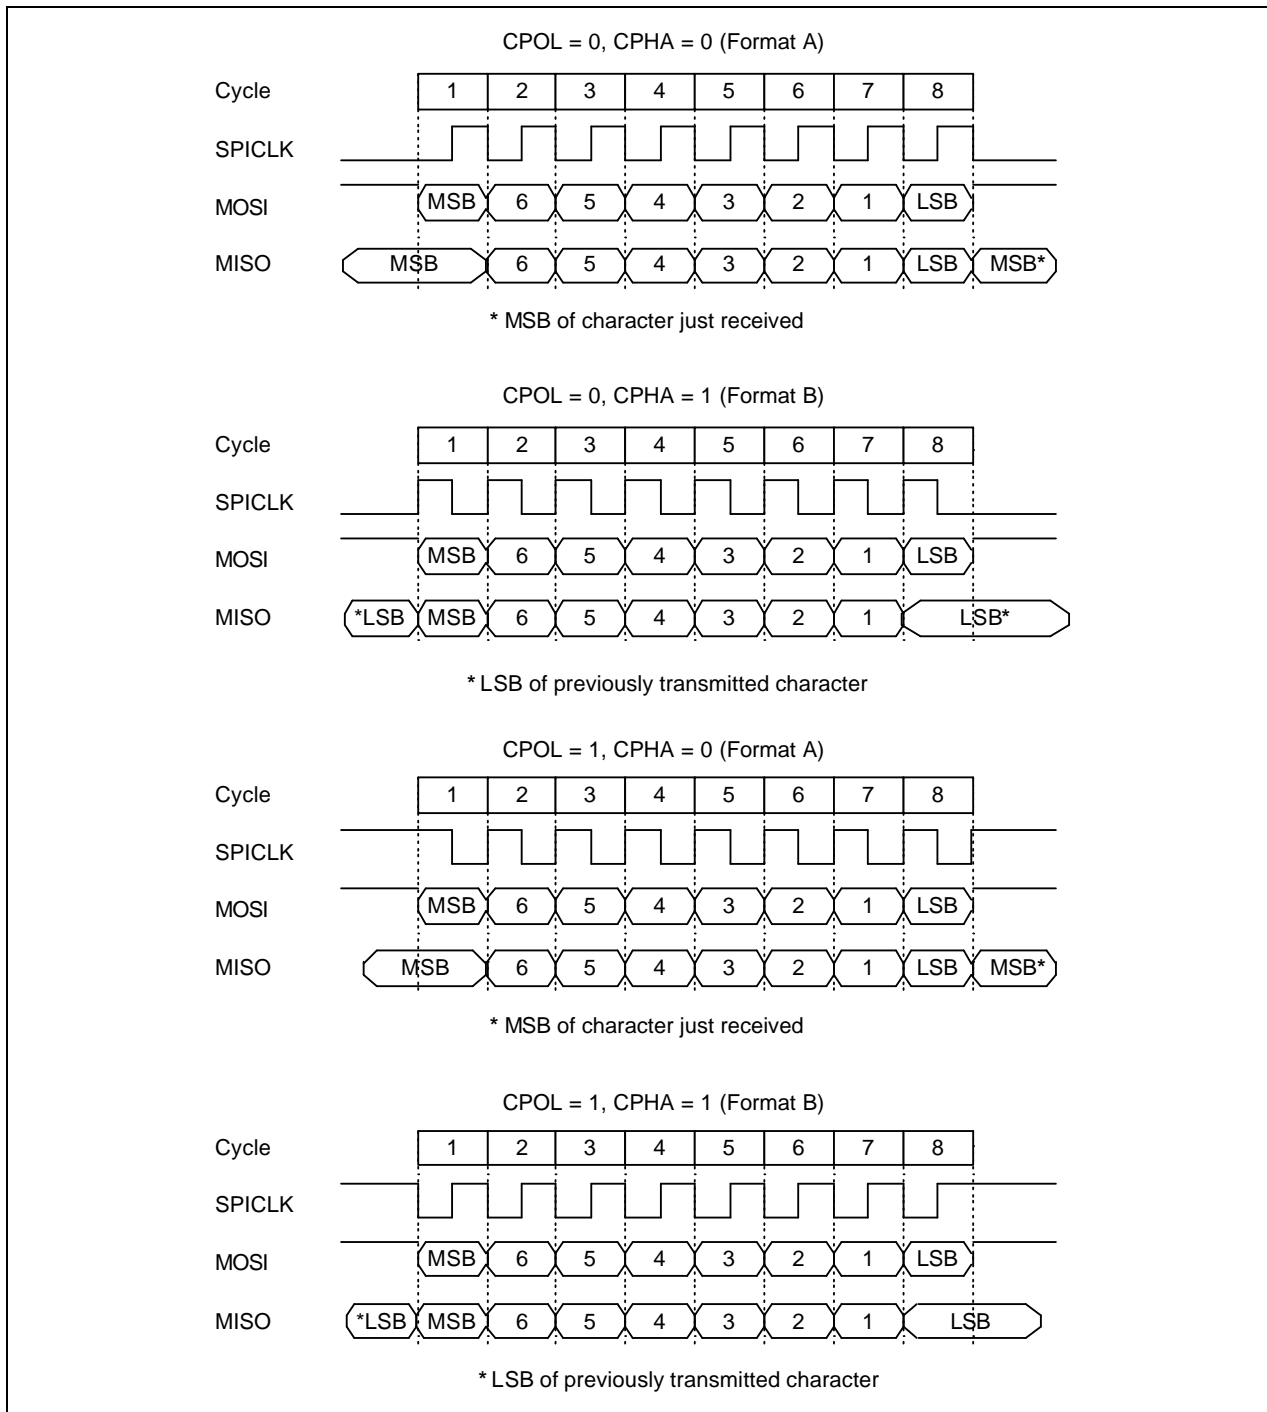 CPOL = 0, CPHA = 0 (Format A)
Cycle 1 2 3 4 5 6 7 8
SPICLK
MOSI MSB 6 5 4 3 2 1 LSB
MISO MSB 6 5 4 3 2 1 LSB MSB*
* MSB of character just received
CPOL = 0, CPHA = 1 (Format B)
Cycle 1 2 3 4 5 6 7 8
SPICLK
MOSI MSB 6 5 4 3 2 1 LSB
MISO *LSB MSB 6 5 4 3 2 1 LSB*
* LSB of previously transmitted character
CPOL = 1, CPHA = 0 (Format A)
Cycle 1 2 3 4 5 6 7 8
SPICLK
MOSI MSB 6 5 4 3 2 1 LSB
MISO MSB 6 5 4 3 2 1 LSB MSB*
* MSB of character just received
CPOL = 1, CPHA = 1 (Format B)
Cycle 1 2 3 4 5 6 7 8
SPICLK
MOSI MSB 6 5 4 3 2 1 LSB
MISO *LSB MSB 6 5 4 3 2 1 LSB
* LSB of previously transmitted character